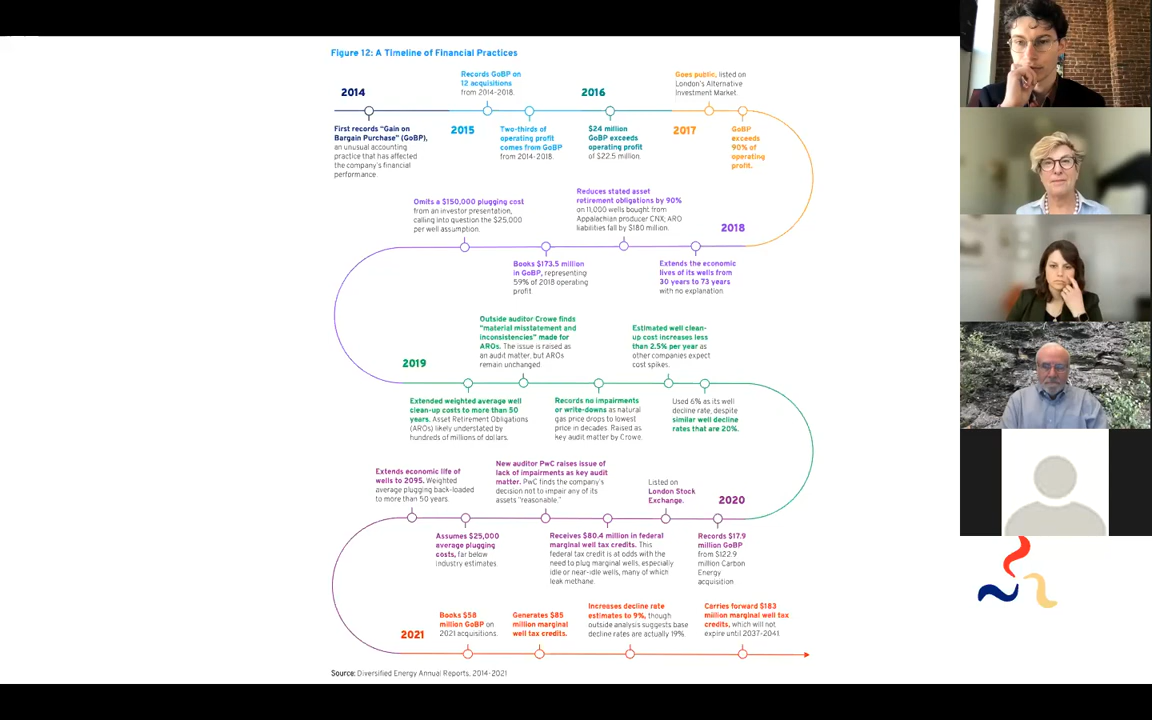 Figure 12: A Timeline of Financial Practices
2014
First records “Gain on
Bargain Purchase” (GoBP),
an unusual accounting
practice that has affected
the company's financial
performance.
Records GoBP on
12 acquisitions
from 2014-2018.
2015
Two-thirds of
operating profit
comes from GoBP
from 2014-2018.
2016
$24 million
GoBP exceeds
operating profit
of $22.5 million.
Goes public, listed on
London's Alternative
Investment Market.
2017
GoBP
exceeds
90% of
operating
profit.
Omits a $150,000 plugging cost
from an investor presentation,
calling into question the $25,000
per well assumption.
Reduces stated asset
retirement obligations by 90%
on 11,000 wells bought from
Appalachian producer CNX; ARO
liabilities fall by $180 million.
2018
Books $173.5 million
in GoBP, representing
59% of 2018 operating
profit
Extends the economic
lives of its wells from
30 years to 73 years
with no explanation.
2019
Outside auditor Crowe finds
“material misstatement and
inconsistencies” made for
AROs. The issue is raised as
an audit matter, but AROs
remain unchanged.
Estimated well clean-
up cost increases less
than 2.5% per year as
other companies expect
cost spikes.
Extended weighted average well
clean-up costs to more than 50
years. Asset Retirement Obligations
(AROs) likely understated by
hundreds of millions of dollars.
Records no impairments
or write-downs as natural
gas price drops to lowest
price in decades. Raised as
key audit matter by Crowe.
Used 6% as its well
decline rate, despite
similar well decline
rates that are 20%.
Extends economic life of
wells to 2095. Weighted
average plugging back-loaded
to more than 50 years.
New auditor PwC raises issue of
lack of impairments as key audit
matter. PwC finds the company's
decision not to impair any of its
assets “reasonable.”
Listed on
London Stock
Exchange.
2020
Assumes $25,000
average plugging
costs, far below
industry estimates.
Receives $80.4 million in federal
marginal well tax credits. This
federal tax credit is at odds with the
need to plug marginal wells, especially
idle or near-idle wells, many of which
leak methane.
Records $17.9
million GoBP
from $122.9
million Carbon
Energy
acquisition
2021
Books $58
million GoBP on
2021 acquisitions.
Generates $85
million marginal
well tax credits.
Increases decline rate
estimates to 9%, though
outside analysis suggests base
decline rates are actually 19%.
Carries forward $183
million marginal well tax
credits, which will not
expire until 2037-2041.
Source: Diversified Energy Annual Reports, 2014-2021